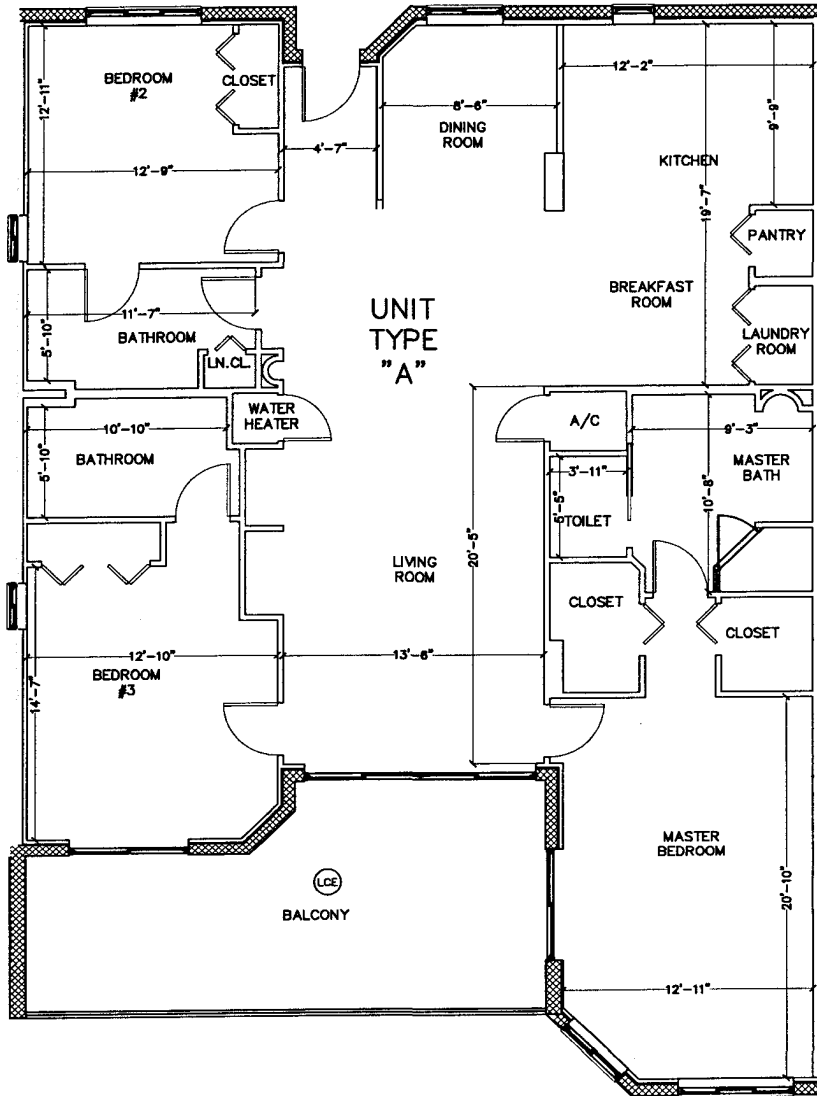 BEDROOM
#2
12'-11"
CLOSET
12'-9"
4'-7"
8'-6"
DINING
ROOM
12'-2"
9'-9"
KITCHEN
19'-7"
PANTRY
BREAKFAST
ROOM
LAUNDRY
ROOM
UNIT
TYPE
"A"
11'-7"
5'-10"
BATHROOM
LN.CL.
WATER
HEATER
10'-10"
5'-10"
BATHROOM
A/C
9'-3"
MASTER
BATH
10'-8"
3'-11"
5'-5"
TOILET
LIVING
ROOM
20'-5"
13'-6"
CLOSET
CLOSET
12'-10"
BEDROOM
#3
14'-7"
MASTER
BEDROOM
20'-10"
12'-11"
LCE
BALCONY